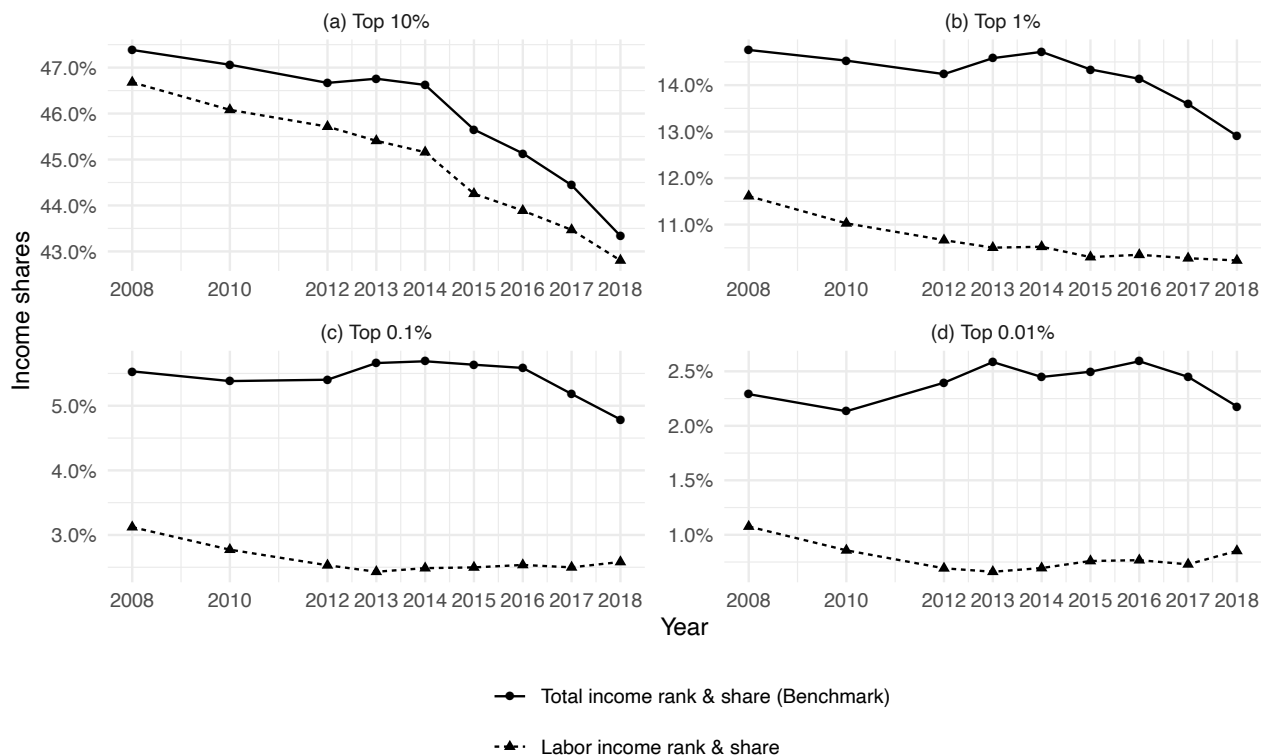 (a) Top 10%
47.0%
46.0%
45.0%
44.0%
43.0%
2008 2010 2012 2013 2014 2015 2016 2017 2018
(b) Top 1%
14.0%
13.0%
12.0%
11.0%
2008 2010 2012 2013 2014 2015 2016 2017 2018
Income shares
(c) Top 0.1%
5.0%
4.0%
3.0%
2008 2010 2012 2013 2014 2015 2016 2017 2018
(d) Top 0.01%
2.5%
2.0%
1.5%
1.0%
2008 2010 2012 2013 2014 2015 2016 2017 2018
Year
Total income rank & share (Benchmark)
Labor income rank & share